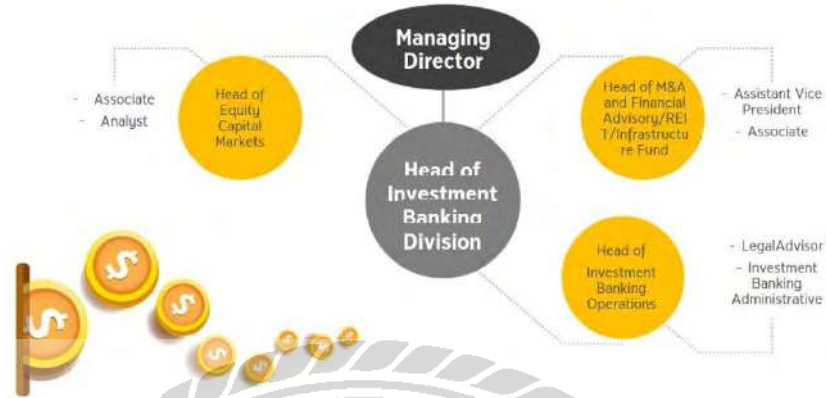 Managing
Director
- Associate
- Analyst
Head of
Equity
Capital
Markets
Head of
Investment
Banking
Division
Head of M&A
and Financial
Advisory/REI
T/Infrastructu
re Fund
- Assistant Vice
President
- Associate
Head of
Investment
Banking
Operations
- LegalAdvisor
- Investment
Banking
Administrative
$
$
$
$
$
$
$
$